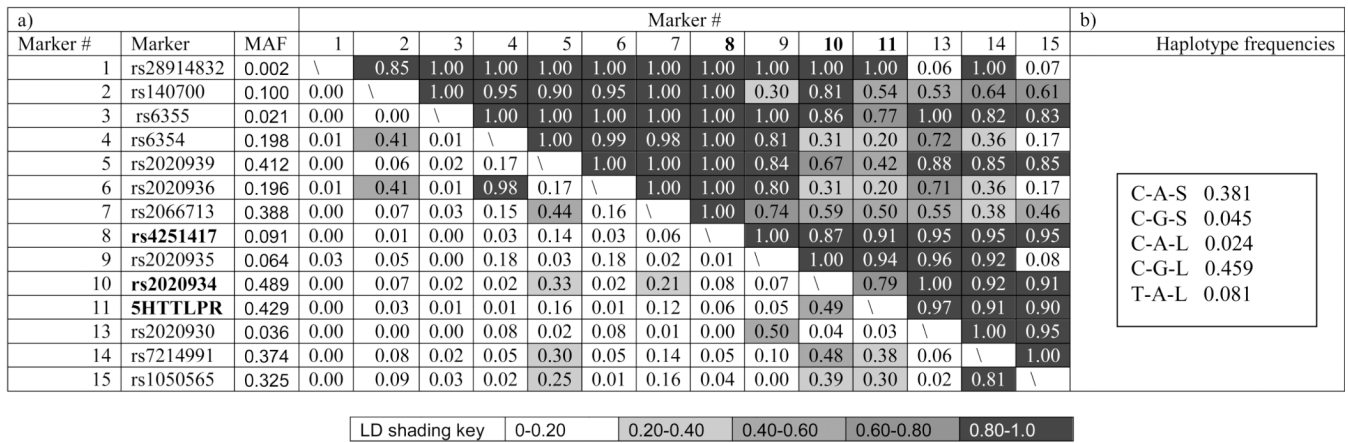 a) Marker # b)
Marker # Marker MAF 1 2 3 4 5 6 7 8 9 10 11 13 14 15 Haplotype frequencies
1 rs28914832 0.002 \ 0.85 1.00 1.00 1.00 1.00 1.00 1.00 1.00 1.00 1.00 0.06 1.00 0.07
2 rs140700 0.100 0.00 \ 1.00 0.95 0.90 0.95 1.00 1.00 0.30 0.81 0.54 0.53 0.64 0.61
3 rs6355 0.021 0.00 0.00 \ 1.00 1.00 1.00 1.00 1.00 1.00 0.86 0.77 1.00 0.82 0.83
4 rs6354 0.198 0.01 0.41 0.01 \ 1.00 0.99 0.98 1.00 0.81 0.31 0.20 0.72 0.36 0.17
5 rs2020939 0.412 0.00 0.06 0.02 0.17 \ 1.00 1.00 1.00 0.84 0.67 0.42 0.88 0.85 0.85
6 rs2020936 0.196 0.01 0.41 0.01 0.98 0.17 \ 1.00 1.00 0.80 0.31 0.20 0.71 0.36 0.17
7 rs2066713 0.388 0.00 0.07 0.03 0.15 0.44 0.16 \ 1.00 0.74 0.59 0.50 0.55 0.38 0.46
8 rs4251417 0.091 0.00 0.01 0.00 0.03 0.14 0.03 0.06 \ 1.00 0.87 0.91 0.95 0.95 0.95
9 rs2020935 0.064 0.03 0.05 0.00 0.18 0.03 0.18 0.02 0.01 \ 1.00 0.94 0.96 0.92 0.08
10 rs2020934 0.489 0.00 0.07 0.02 0.02 0.33 0.02 0.21 0.08 0.07 \ 0.79 1.00 0.92 0.91
11 5HTTLPR 0.429 0.00 0.03 0.01 0.01 0.16 0.01 0.12 0.06 0.05 0.49 \ 0.97 0.91 0.90
13 rs2020930 0.036 0.00 0.00 0.00 0.08 0.02 0.08 0.01 0.00 0.50 0.04 0.03 \ 1.00 0.95
14 rs7214991 0.374 0.00 0.08 0.02 0.05 0.30 0.05 0.14 0.05 0.10 0.48 0.38 0.06 \ 1.00
15 rs1050565 0.325 0.00 0.09 0.03 0.02 0.25 0.01 0.16 0.04 0.00 0.39 0.30 0.02 0.81 \
C-A-S 0.381
C-G-S 0.045
C-A-L 0.024
C-G-L 0.459
T-A-L 0.081
LD shading key 0-0.20 0.20-0.40 0.40-0.60 0.60-0.80 0.80-1.0